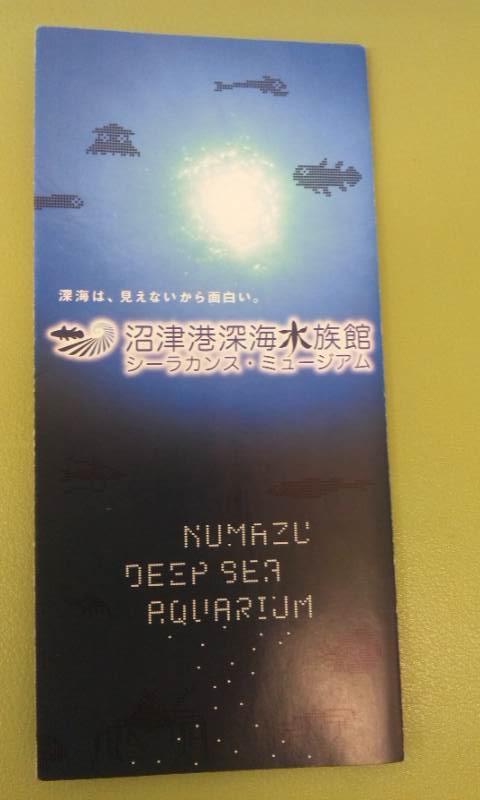 深海は、見えないから面白い。
沼津港深海水族館
シーラカンス・ミュージアム
NUMAZU
DEEP SEA
AQUARIUM